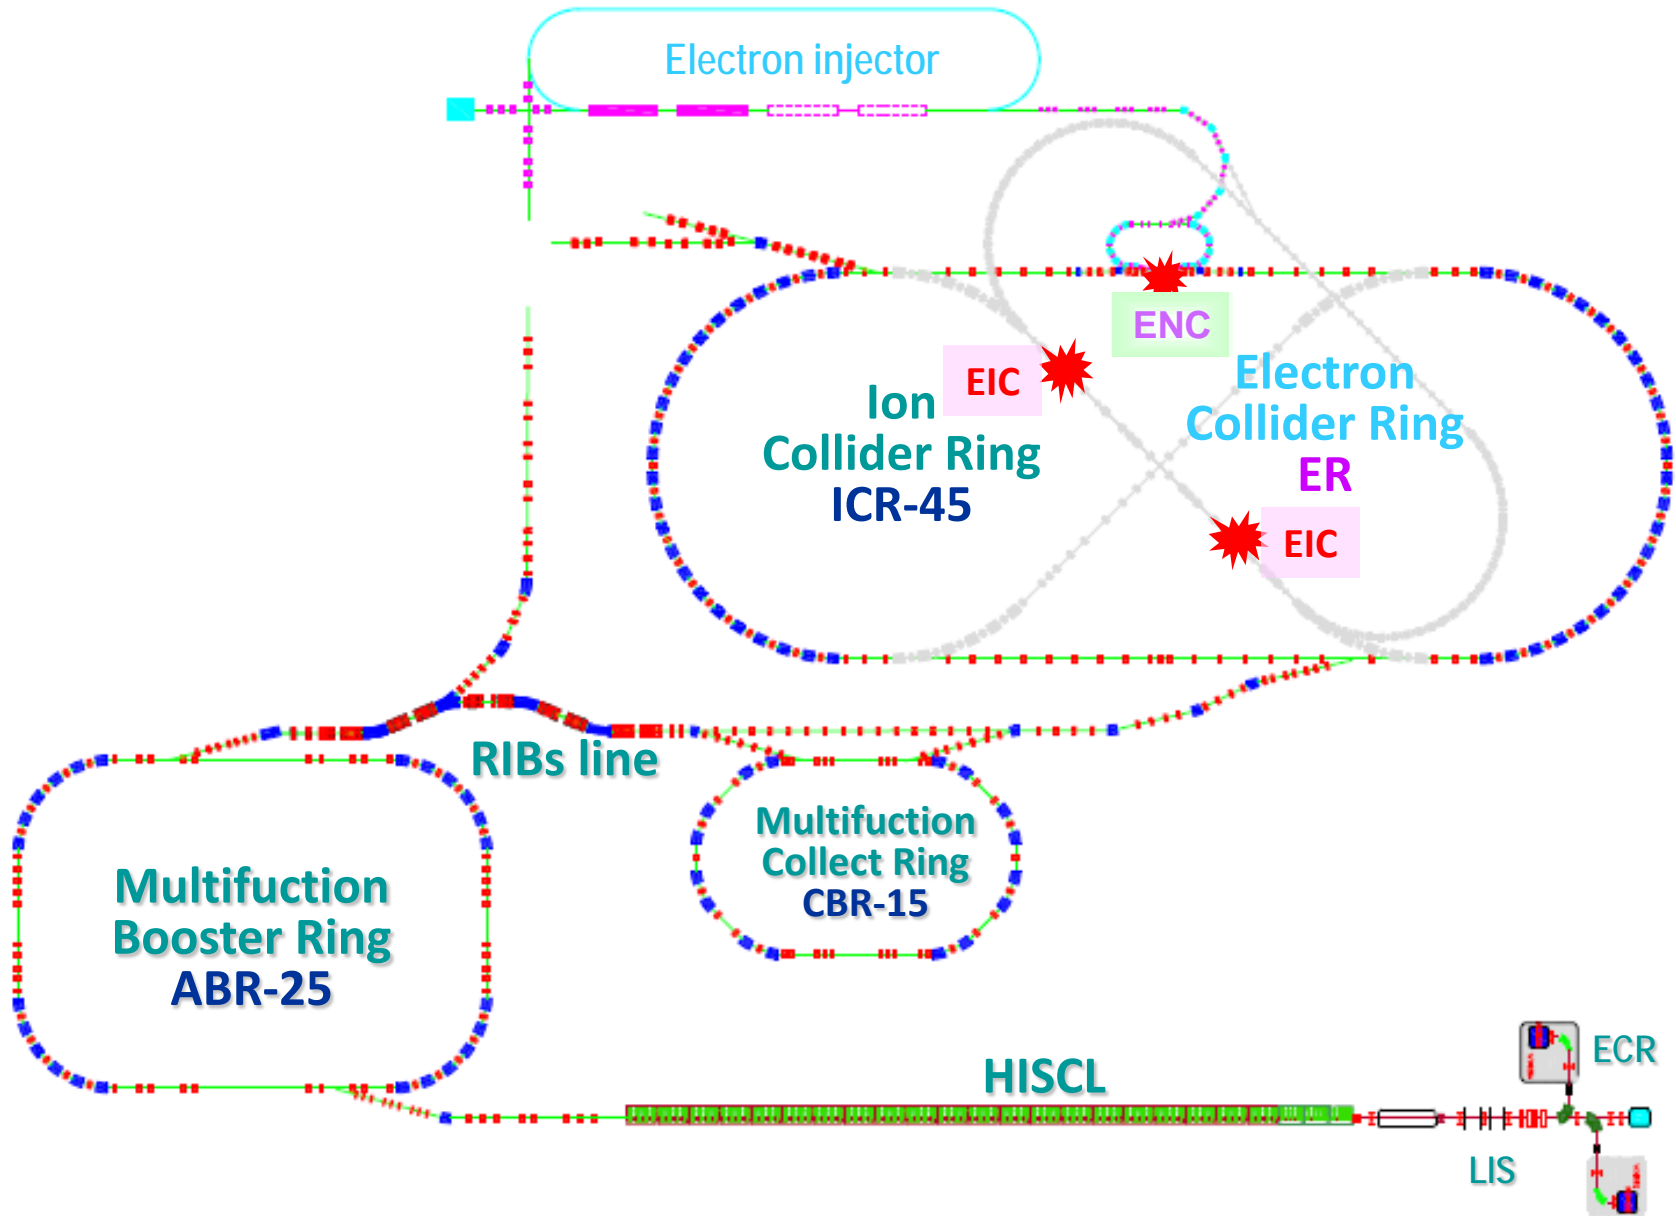 Electron injector
ENC
EIC
Ion
Collider Ring
ICR-45
Electron
Collider Ring
ER
EIC
RIBs line
Multifuction
Collect Ring
CBR-15
Multifuction
Booster Ring
ABR-25
HISCL
ECR
LIS